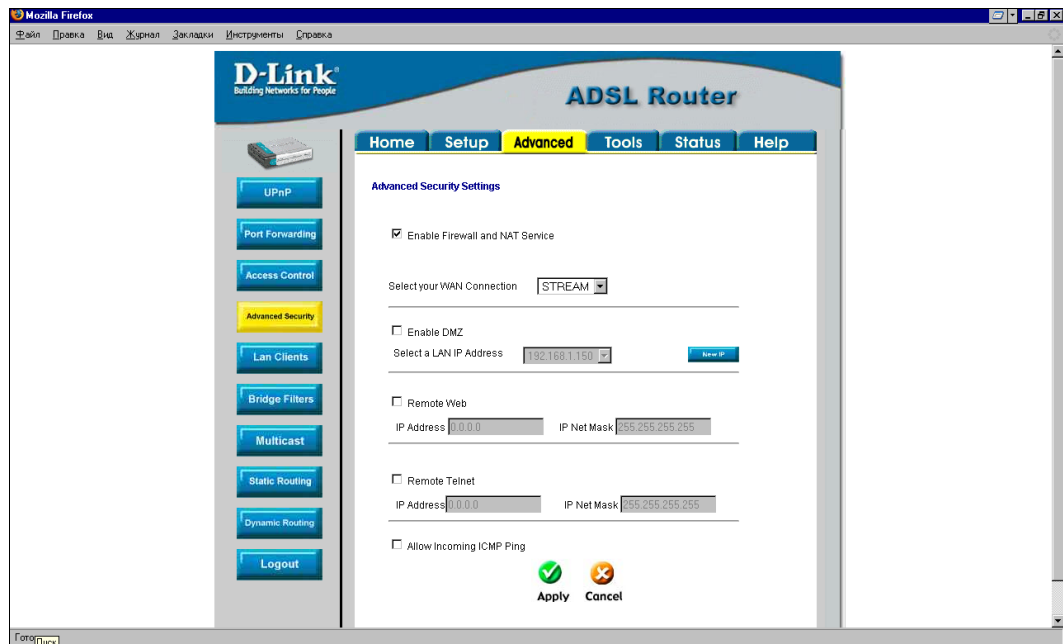 Mozilla Firefox
Файл Правка Вид Журнал Закладки Инструменты Справка
D-Link
Building Networks for People
ADSL Router
Home Setup Advanced Tools Status Help
UPnP
Port Forwarding
Access Control
Advanced Security
Lan Clients
Bridge Filters
Multicast
Static Routing
Dynamic Routing
Logout
Advanced Security Settings
Enable Firewall and NAT Service
Select your WAN Connection STREAM
Enable DMZ
Select a LAN IP Address 192.168.1.150 New IP
Remote Web
IP Address 0.0.0.0 IP Net Mask 255.255.255.255
Remote Telnet
IP Address 0.0.0.0 IP Net Mask 255.255.255.255
Allow Incoming ICMP Ping
Apply Cancel
Пуск